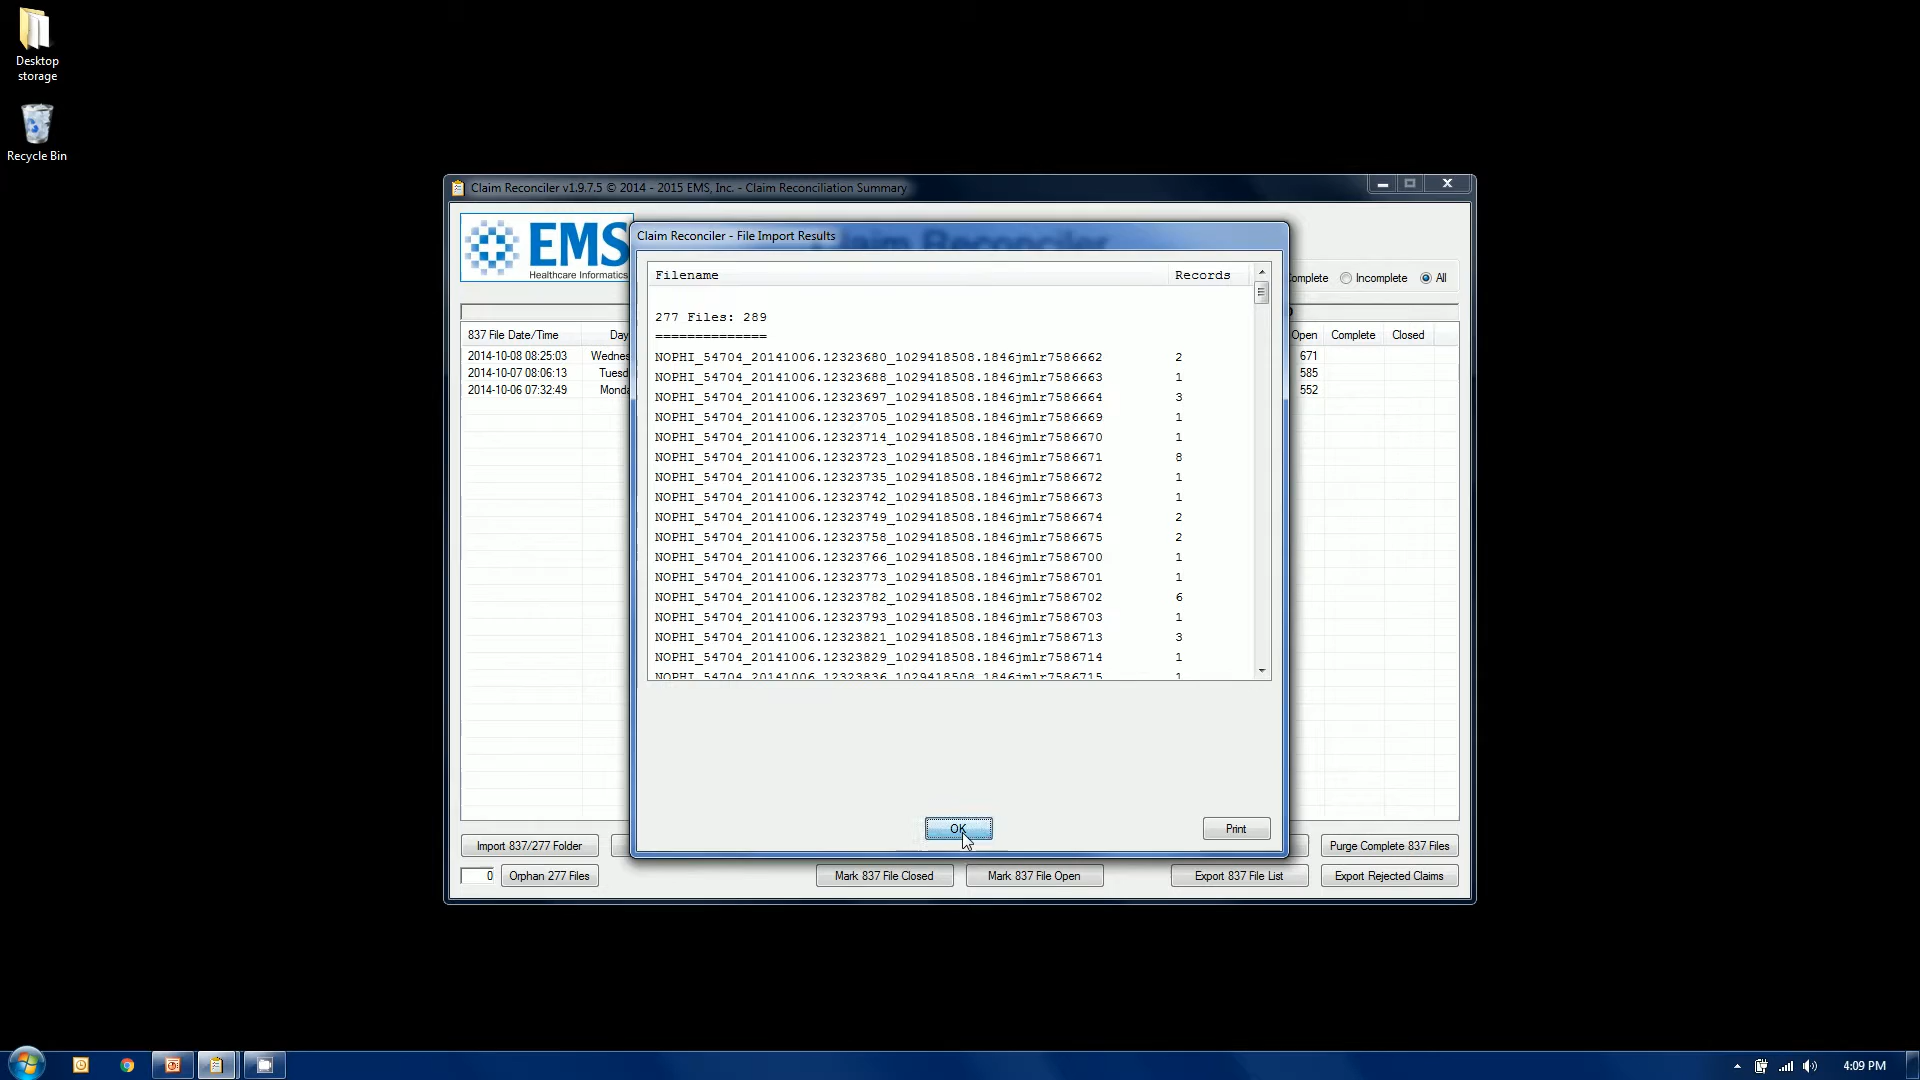 Desktop
storage
Recycle Bin
Claim Reconciler v1.9.7.5 © 2014 - 2015 EMS, Inc. - Claim Reconciliation Summary
EMS
Healthcare Informatics
Claim Reconciler
Incomplete
All
837 File Date/Time
Open
Complete
Closed
2014-10-08 08:25:03
671
2014-10-07 08:06:13
585
2014-10-06 07:32:49
552
Claim Reconciler - File Import Results
Filename Records
277 Files: 289
==============
NOPHI_54704_20141006.12323680_1029418508.1846jmlr7586662 2
NOPHI_54704_20141006.12323688_1029418508.1846jmlr7586663 1
NOPHI_54704_20141006.12323697_1029418508.1846jmlr7586664 3
NOPHI_54704_20141006.12323705_1029418508.1846jmlr7586669 1
NOPHI_54704_20141006.12323714_1029418508.1846jmlr7586670 1
NOPHI_54704_20141006.12323723_1029418508.1846jmlr7586671 8
NOPHI_54704_20141006.12323735_1029418508.1846jmlr7586672 1
NOPHI_54704_20141006.12323742_1029418508.1846jmlr7586673 1
NOPHI_54704_20141006.12323749_1029418508.1846jmlr7586674 2
NOPHI_54704_20141006.12323758_1029418508.1846jmlr7586675 2
NOPHI_54704_20141006.12323766_1029418508.1846jmlr7586700 1
NOPHI_54704_20141006.12323773_1029418508.1846jmlr7586701 1
NOPHI_54704_20141006.12323782_1029418508.1846jmlr7586702 6
NOPHI_54704_20141006.12323793_1029418508.1846jmlr7586703 1
NOPHI_54704_20141006.12323821_1029418508.1846jmlr7586713 3
NOPHI_54704_20141006.12323829_1029418508.1846jmlr7586714 1
NOPHI_54704_20141006.12323836_1029418508.1846jmlr7586715 1
OK
Print
Import 837/277 Folder
Purge Complete 837 Files
0
Orphan 277 Files
Mark 837 File Closed
Mark 837 File Open
Export 837 File List
Export Rejected Claims
4:09 PM